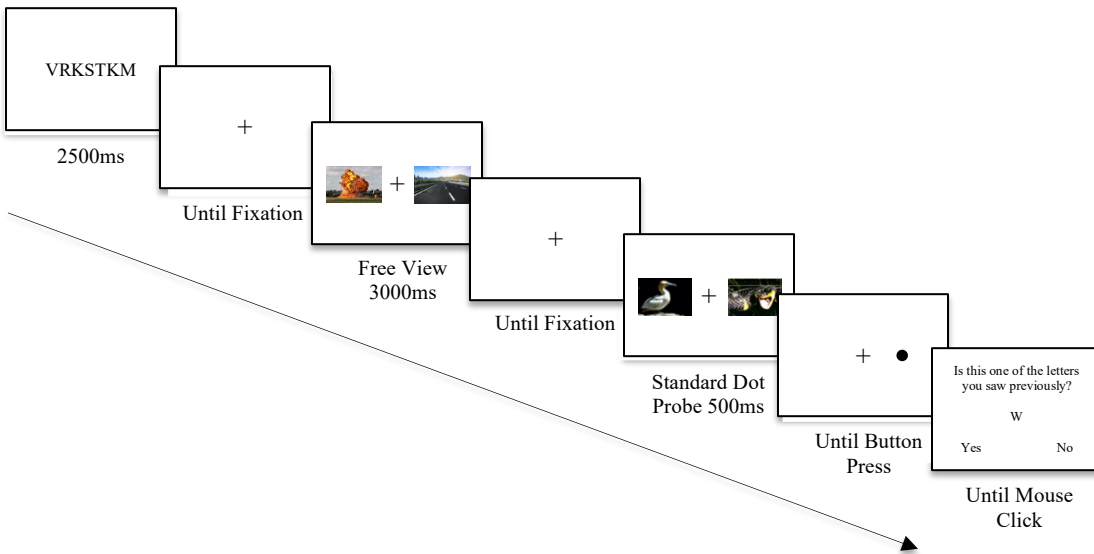 VRKSTKM
2500ms
+
Until Fixation
+
Free View
3000ms
+
Until Fixation
+
Standard Dot
Probe 500ms
+
Until Button
Press
Is this one of the letters
you saw previously?
W
Yes No
Until Mouse
Click